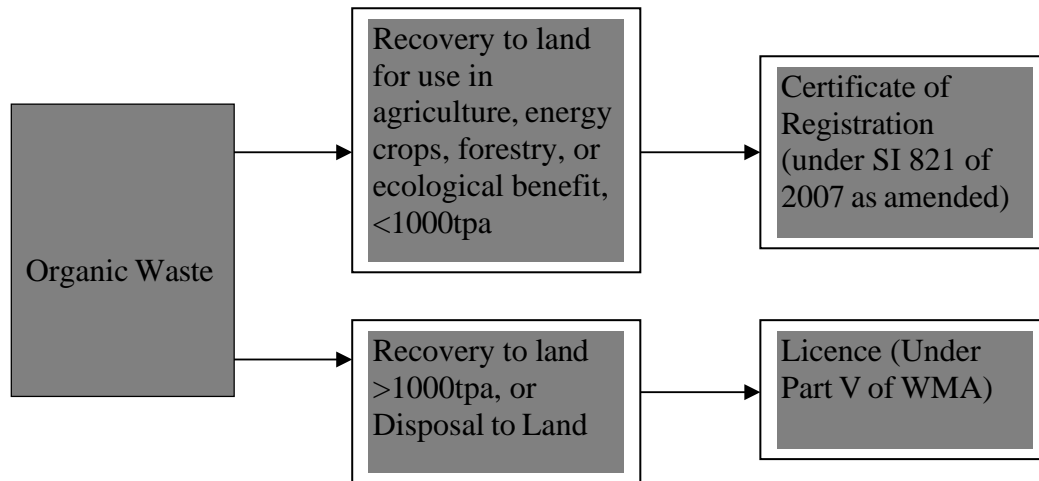 Organic Waste
Recovery to land
for use in
agriculture, energy
crops, forestry, or
ecological benefit,
<1000tpa
Certificate of
Registration
(under SI 821 of
2007 as amended)
Recovery to land
>1000tpa, or
Disposal to Land
Licence (Under
Part V of WMA)